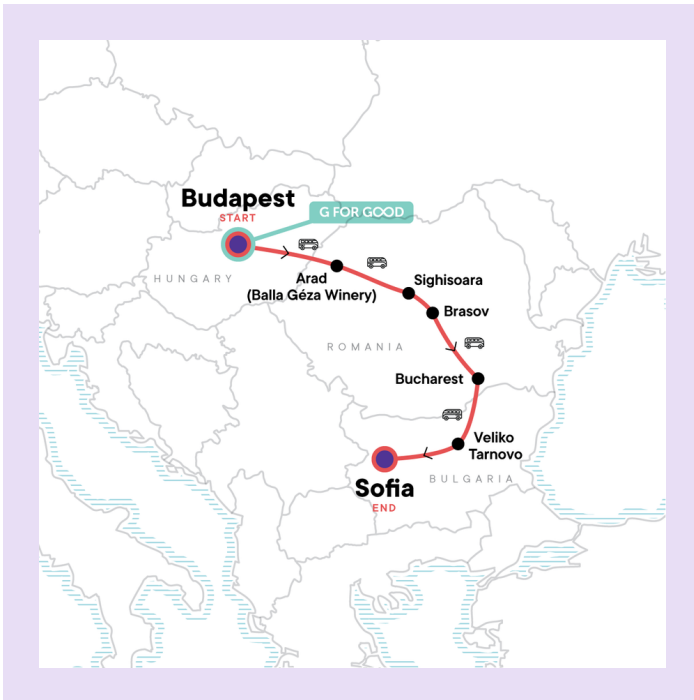 Budapest
START
G FOR GOOD
HUNGARY
Arad
(Balla Géza Winery)
Sighisoara
Brasov
ROMANIA
Bucharest
Veliko
Tarnovo
Sofia
END
BULGARIA